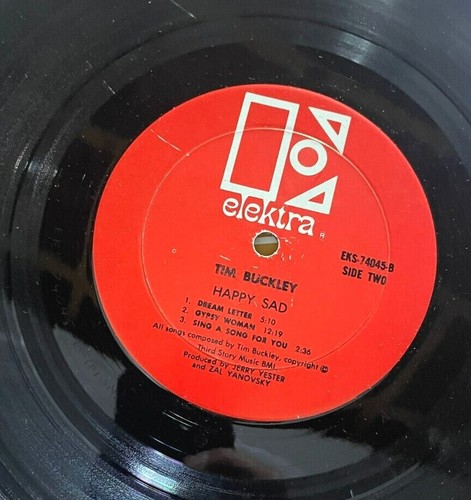 elektra
®
EKS-74045-B
SIDE TWO
TIM BUCKLEY
HAPPY SAD
1. DREAM LETTER 5:10
2. GYPSY WOMAN 12:19
3. SING A SONG FOR YOU 2:36
All songs composed by Tim Buckley, copyright ©
Third Story Music BMI
Produced by JERRY YESTER
and ZAL YANOVSKY